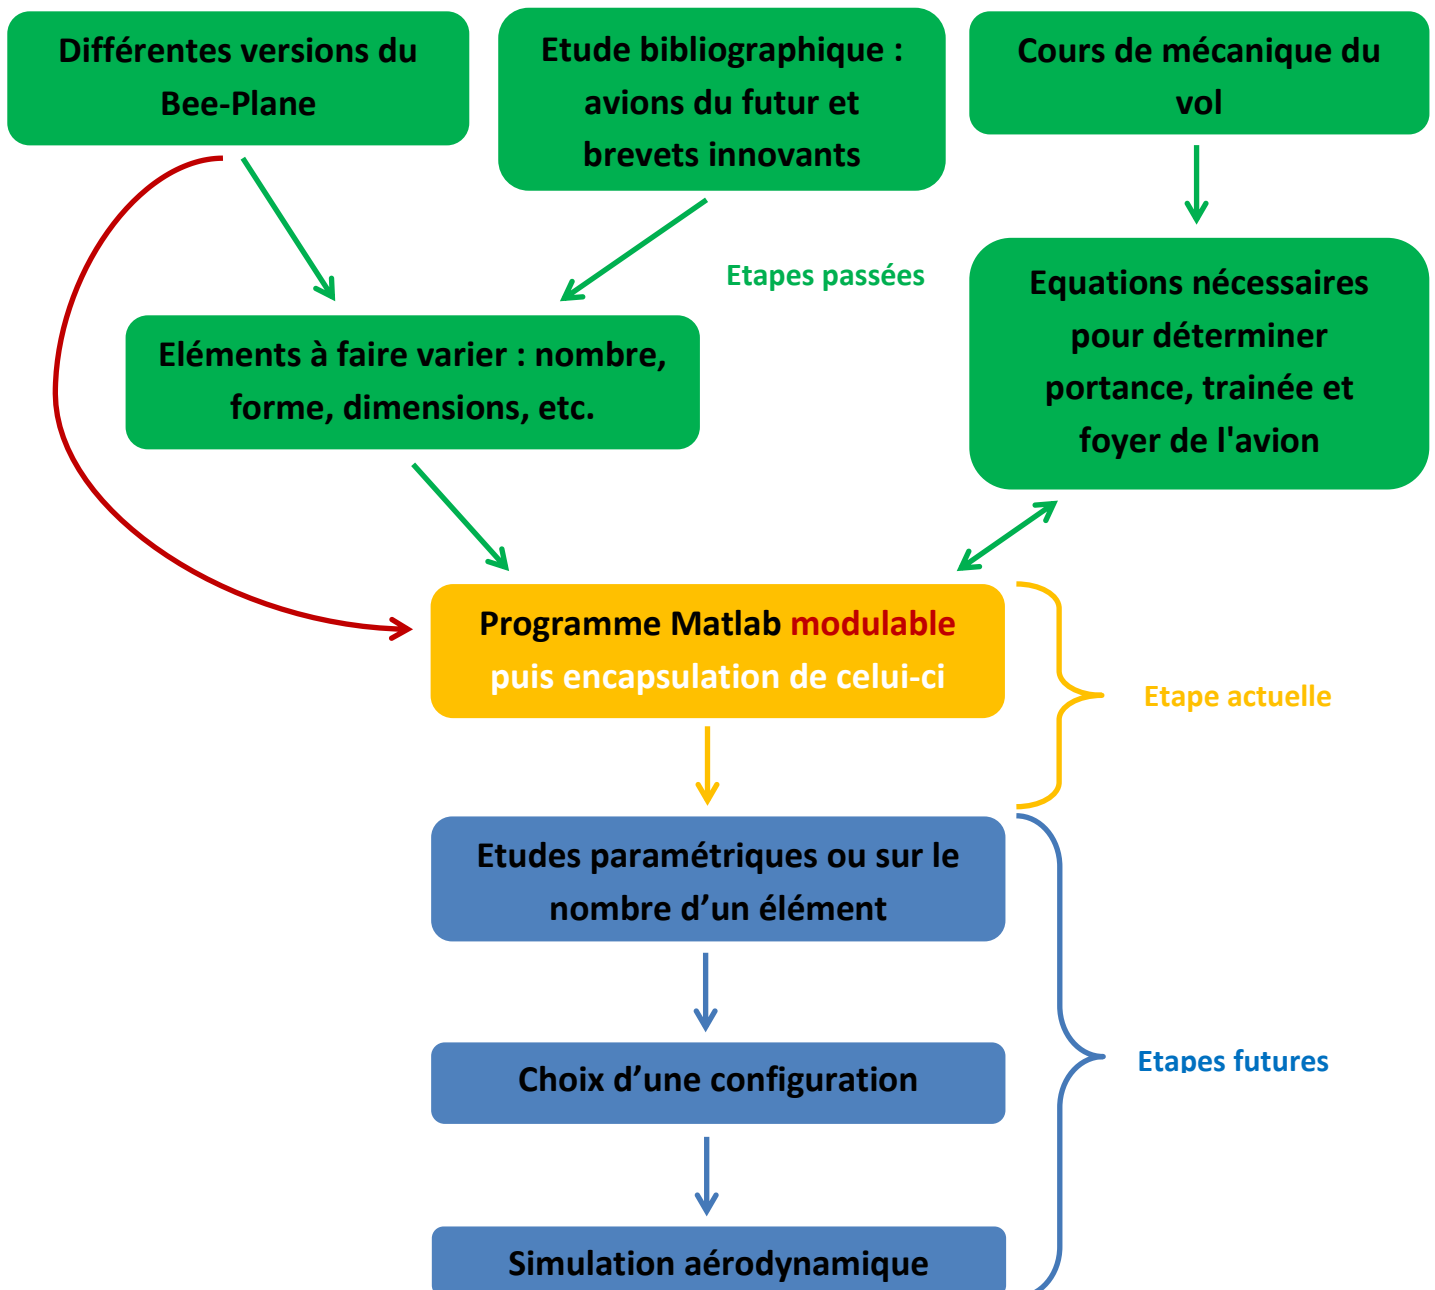 Différentes versions du
Bee-Plane
Etude bibliographique :
avions du futur et
brevets innovants
Cours de mécanique du
vol
Etapes passées
Eléments à faire varier : nombre,
forme, dimensions, etc.
Equations nécessaires
pour déterminer
portance, trainée et
foyer de l'avion
Programme Matlab modulable
puis encapsulation de celui-ci
Etape actuelle
Etudes paramétriques ou sur le
nombre d’un élément
Choix d’une configuration
Etapes futures
Simulation aérodynamique